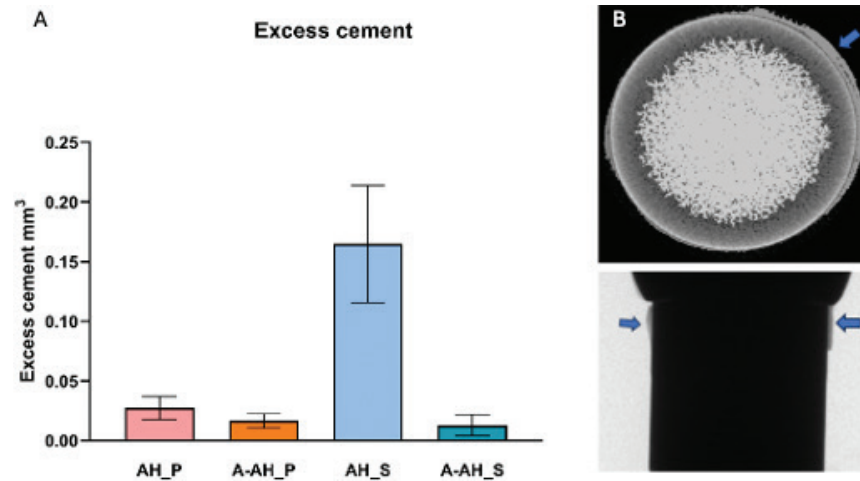 A
Excess cement
B
Excess cement mm³
0.25
0.20
0.15
0.10
0.05
0.00
AH_P
A-AH_P
AH_S
A-AH_S